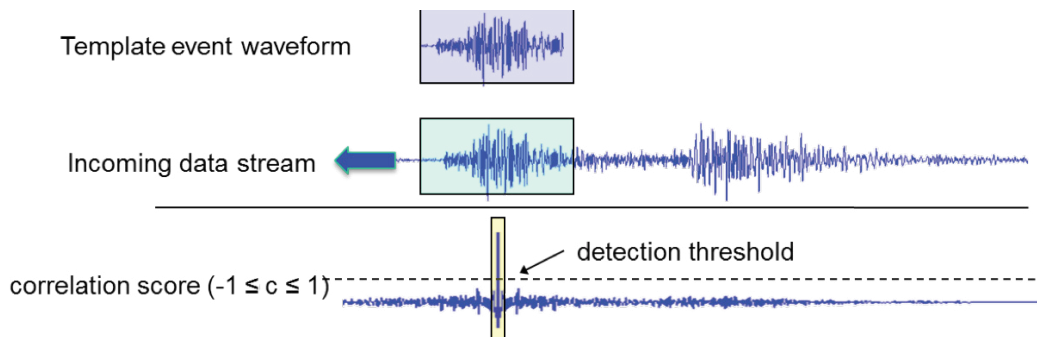 Template event waveform
Incoming data stream
detection threshold
correlation score (-1 ≤ c ≤ 1)